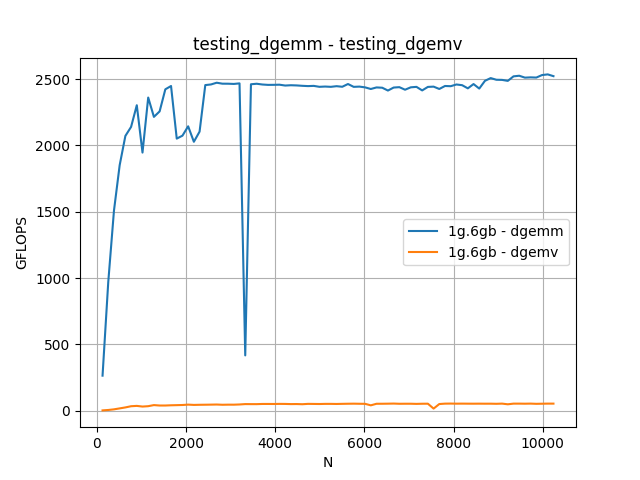 testing_dgemm - testing_dgemv
GFLOPS
2500
2000
1500
1000
500
0
1g.6gb - dgemm
1g.6gb - dgemv
0 2000 4000 6000 8000 10000
N